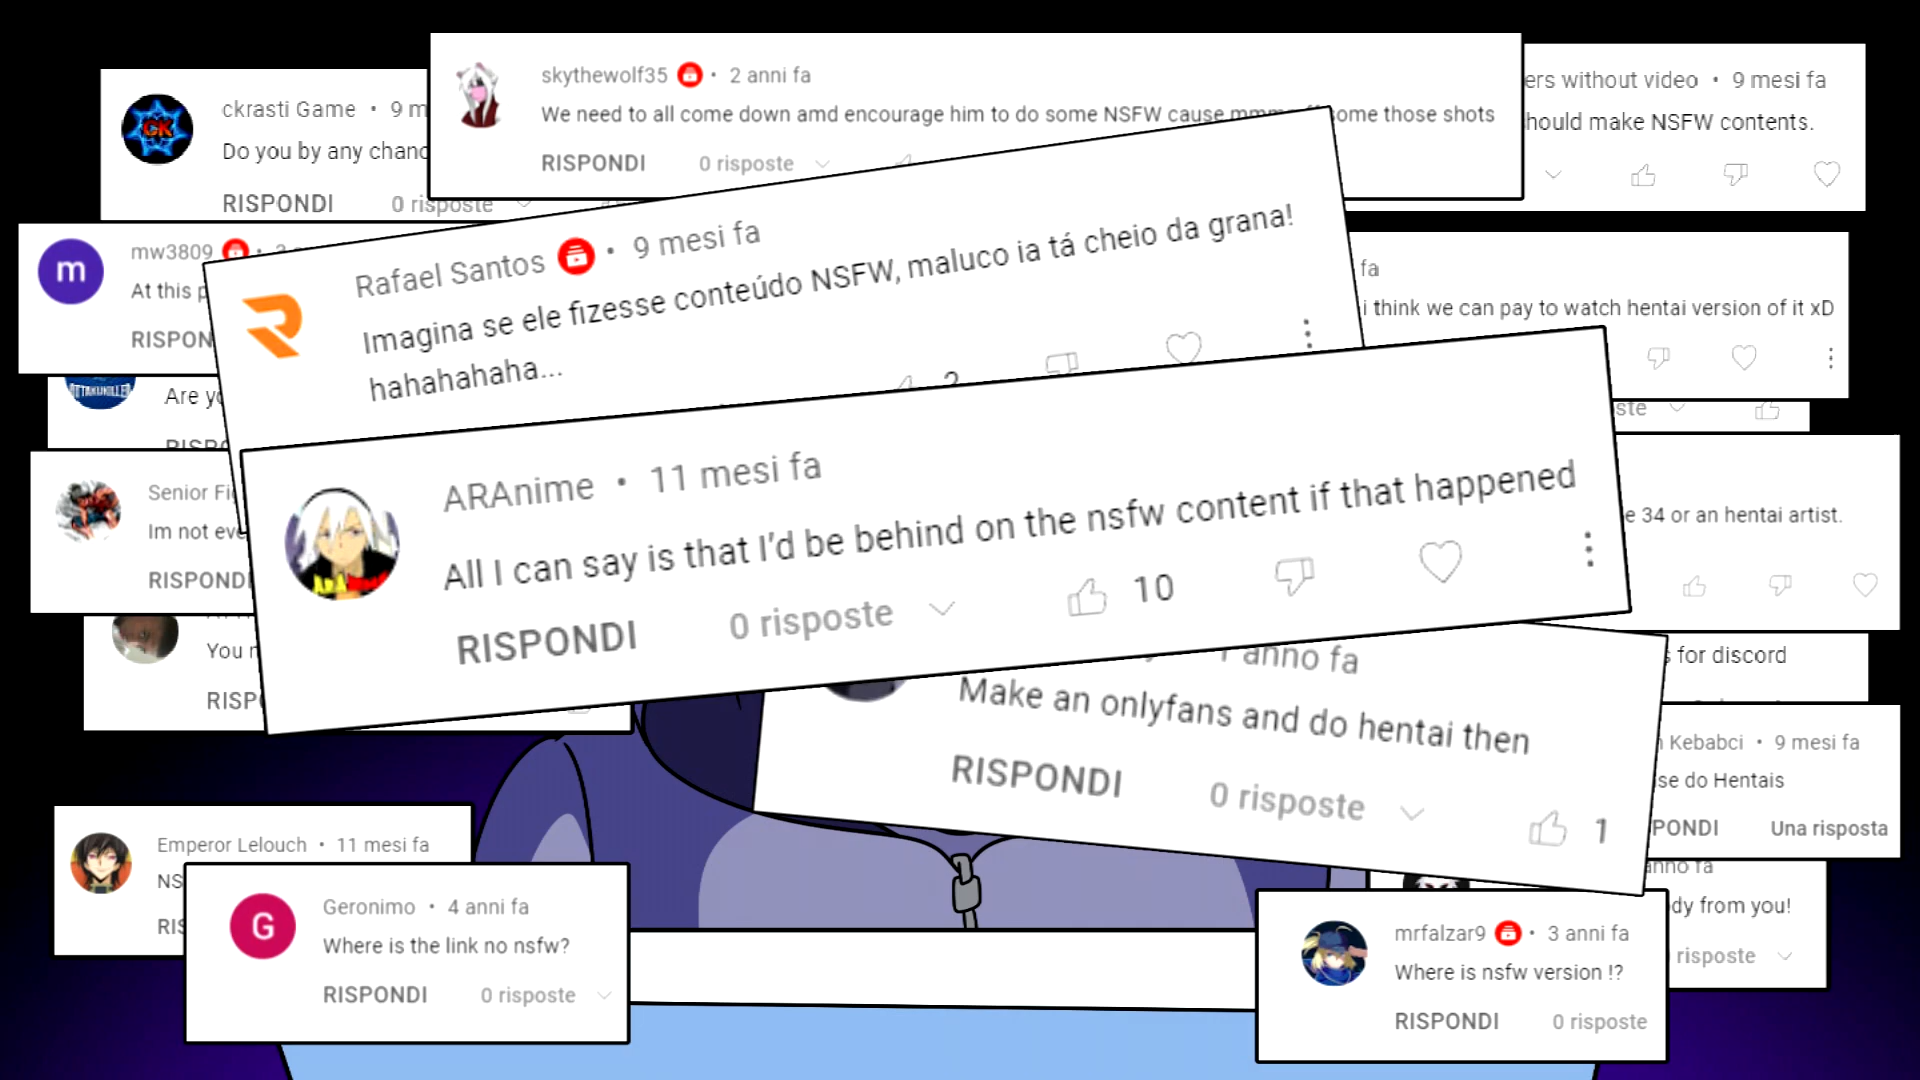 ckrasti Game • 9 m
Do you by any chanc
RISPONDI 0 risposte
skythewolf35 • 2 anni fa
We need to all come down amd encourage him to do some NSFW cause some those shots
RISPONDI 0 risposte
ers without video • 9 mesi fa
hould make NSFW contents.
mw3809 •
At this p
RISPON
Rafael Santos • 9 mesi fa
Imagina se ele fizesse conteúdo NSFW, maluco ia tá cheio da grana!
hahahahaha...
2
fa
i think we can pay to watch hentai version of it xD
Are yo
RISPO
ste
Senior Fi
Im not eve
RISPONDI
ARAnime • 11 mesi fa
All I can say is that I'd be behind on the nsfw content if that happened
RISPONDI 0 risposte 10
e 34 or an hentai artist.
You r
RISP
1 anno fa
Make an onlyfans and do hentai then
RISPONDI 0 risposte 1
s for discord
Kebabci • 9 mesi fa
se do Hentais
PONDI Una risposta
Emperor Lelouch • 11 mesi fa
NS
RIS
G
Geronimo • 4 anni fa
Where is the link no nsfw?
RISPONDI 0 risposte
anno fa
dy from you!
risposte
mrfalzar9 • 3 anni fa
Where is nsfw version !?
RISPONDI 0 risposte